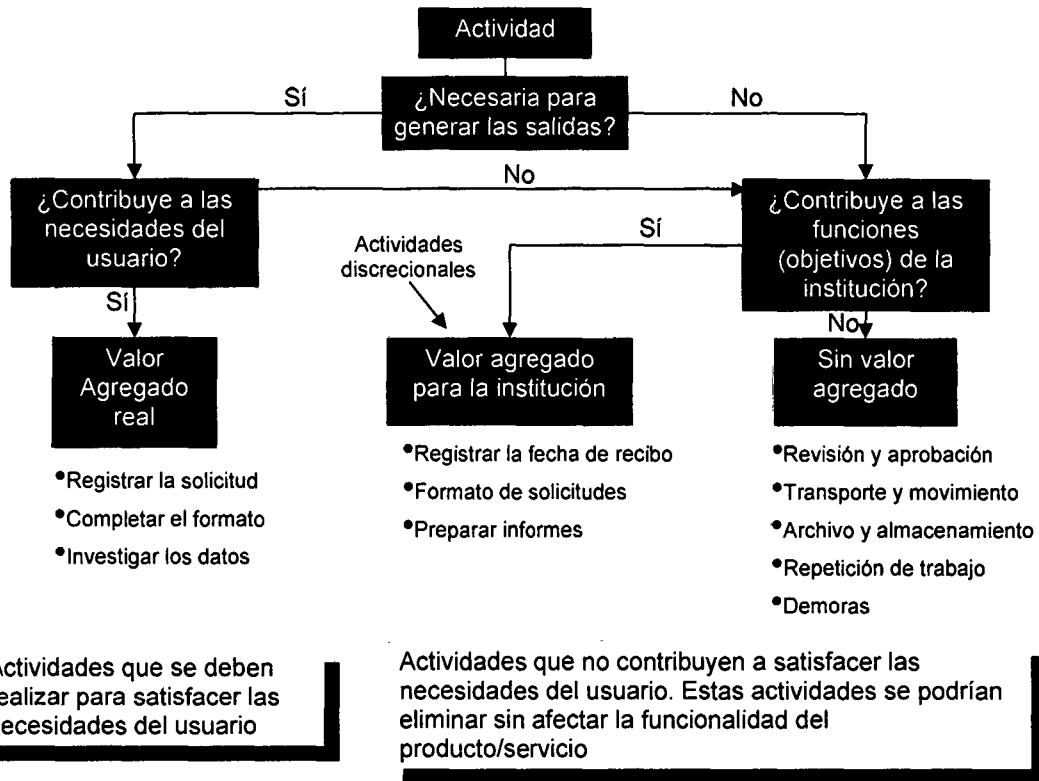 Actividad
¿Necesaria para
generar las salidas?
Sí
No
¿Contribuye a las
necesidades del
usuario?
No
¿Contribuye a las
funciones
(objetivos) de la
institución?
Sí
Actividades
discrecionales
Sí
No
Valor
Agregado
real
Valor agregado
para la institución
Sin valor
agregado
•Registrar la solicitud
•Completar el formato
•Investigar los datos
•Registrar la fecha de recibo
•Formato de solicitudes
•Preparar informes
•Revisión y aprobación
•Transporte y movimiento
•Archivo y almacenamiento
•Repetición de trabajo
•Demoras
Actividades que se deben
realizar para satisfacer las
necesidades del usuario
Actividades que no contribuyen a satisfacer las
necesidades del usuario. Estas actividades se podrían
eliminar sin afectar la funcionalidad del
producto/servicio